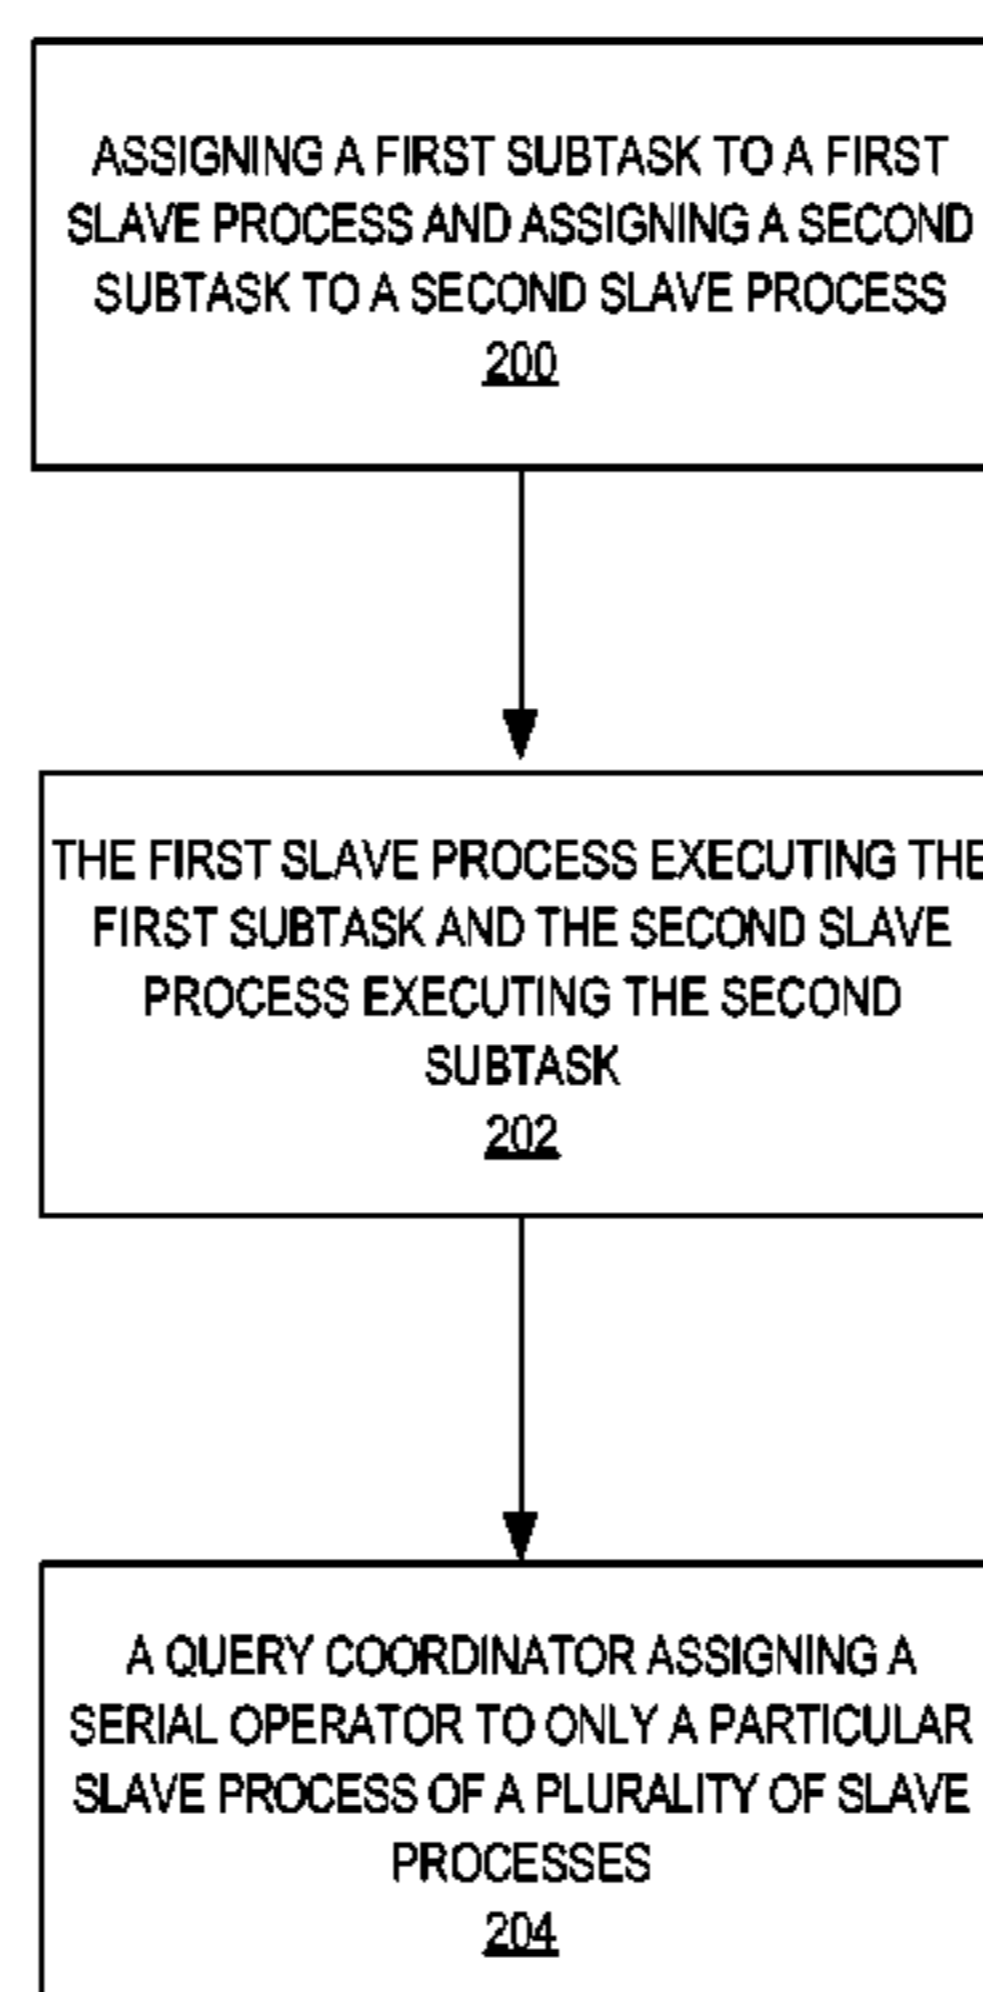 ASSIGNING A FIRST SUBTASK TO A FIRST
SLAVE PROCESS AND ASSIGNING A SECOND
SUBTASK TO A SECOND SLAVE PROCESS
200
THE FIRST SLAVE PROCESS EXECUTING THE
FIRST SUBTASK AND THE SECOND SLAVE
PROCESS EXECUTING THE SECOND
SUBTASK
202
A QUERY COORDINATOR ASSIGNING A
SERIAL OPERATOR TO ONLY A PARTICULAR
SLAVE PROCESS OF A PLURALITY OF SLAVE
PROCESSES
204